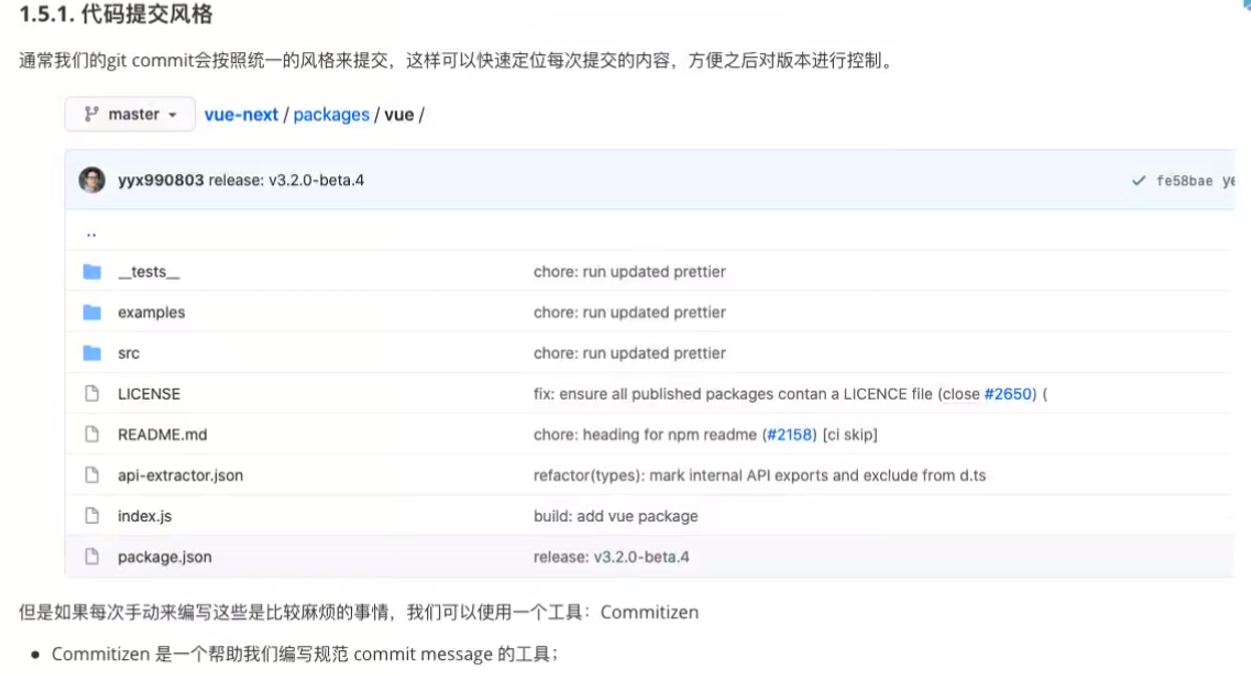 1.5.1. 代码提交风格
通常我们的git commit会按照统一的风格来提交，这样可以快速定位每次提交的内容，方便之后对版本进行控制。
master vue-next / packages / vue /
yyx990803 release: v3.2.0-beta.4 fe58bae ye
..
__tests__ chore: run updated prettier
examples chore: run updated prettier
src chore: run updated prettier
LICENSE fix: ensure all published packages contan a LICENCE file (close #2650) (
README.md chore: heading for npm readme (#2158) [ci skip]
api-extractor.json refactor(types): mark internal API exports and exclude from d.ts
index.js build: add vue package
package.json release: v3.2.0-beta.4
但是如果每次手动来编写这些是比较麻烦的事情，我们可以使用一个工具：Commitizen
● Commitizen 是一个帮助我们编写规范 commit message 的工具；